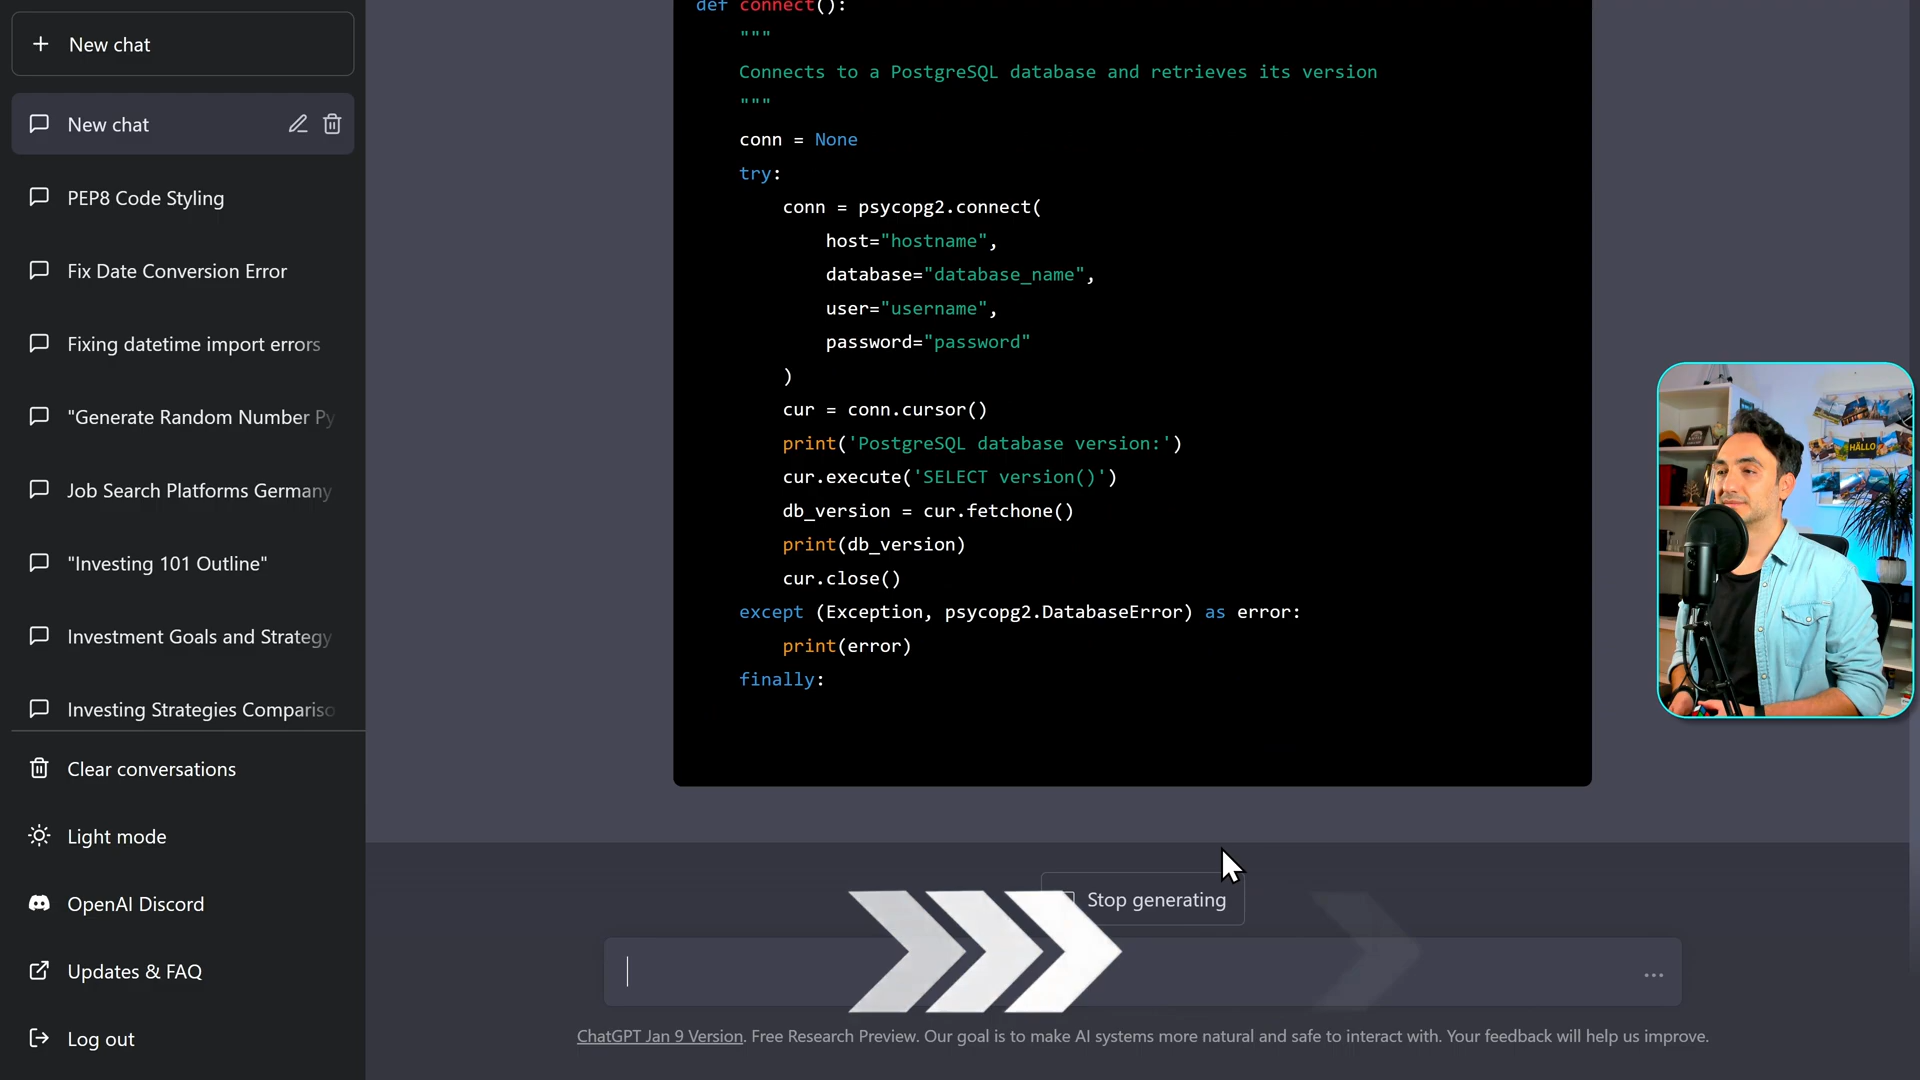 New chat
New chat
PEP8 Code Styling
Fix Date Conversion Error
Fixing datetime import errors
"Generate Random Number Py
Job Search Platforms Germany
"Investing 101 Outline"
Investment Goals and Strategy
Investing Strategies Compariso
Clear conversations
Light mode
OpenAI Discord
Updates & FAQ
Log out
def connect():
"""
Connects to a PostgreSQL database and retrieves its version
"""
conn = None
try:
conn = psycopg2.connect(
host="hostname",
database="database_name",
user="username",
password="password"
)
cur = conn.cursor()
print('PostgreSQL database version:')
cur.execute('SELECT version()')
db_version = cur.fetchone()
print(db_version)
cur.close()
except (Exception, psycopg2.DatabaseError) as error:
print(error)
finally:
HALLO
Stop generating
ChatGPT Jan 9 Version. Free Research Preview. Our goal is to make AI systems more natural and safe to interact with. Your feedback will help us improve.